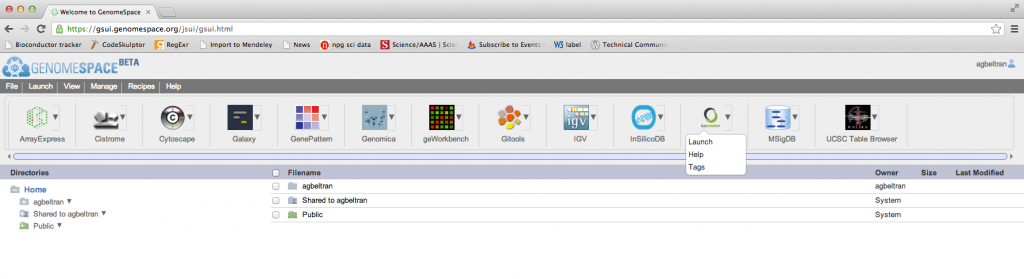 Welcome to GenomeSpace
https://gsui.genomespace.org/jsui/gsui.html
Bioconductor tracker CodeSkulptor RegExr Import to Mendeley News npg sci data Science/AAAS | Scie Subscribe to Events W3 label Technical Commun
GENOMESPACE BETA
agbeltran
File Launch View Manage Recipes Help
ArrayExpress Cistrome Cytoscape Galaxy GenePattern Genomica geWorkbench Gitools IGV InSilicoDB MSigDB UCSC Table Browser
Launch
Help
Tags
Directories Filename Owner Size Last Modified
Home agbeltran agbeltran
agbeltran Shared to agbeltran System
Shared to agbeltran Public System
Public